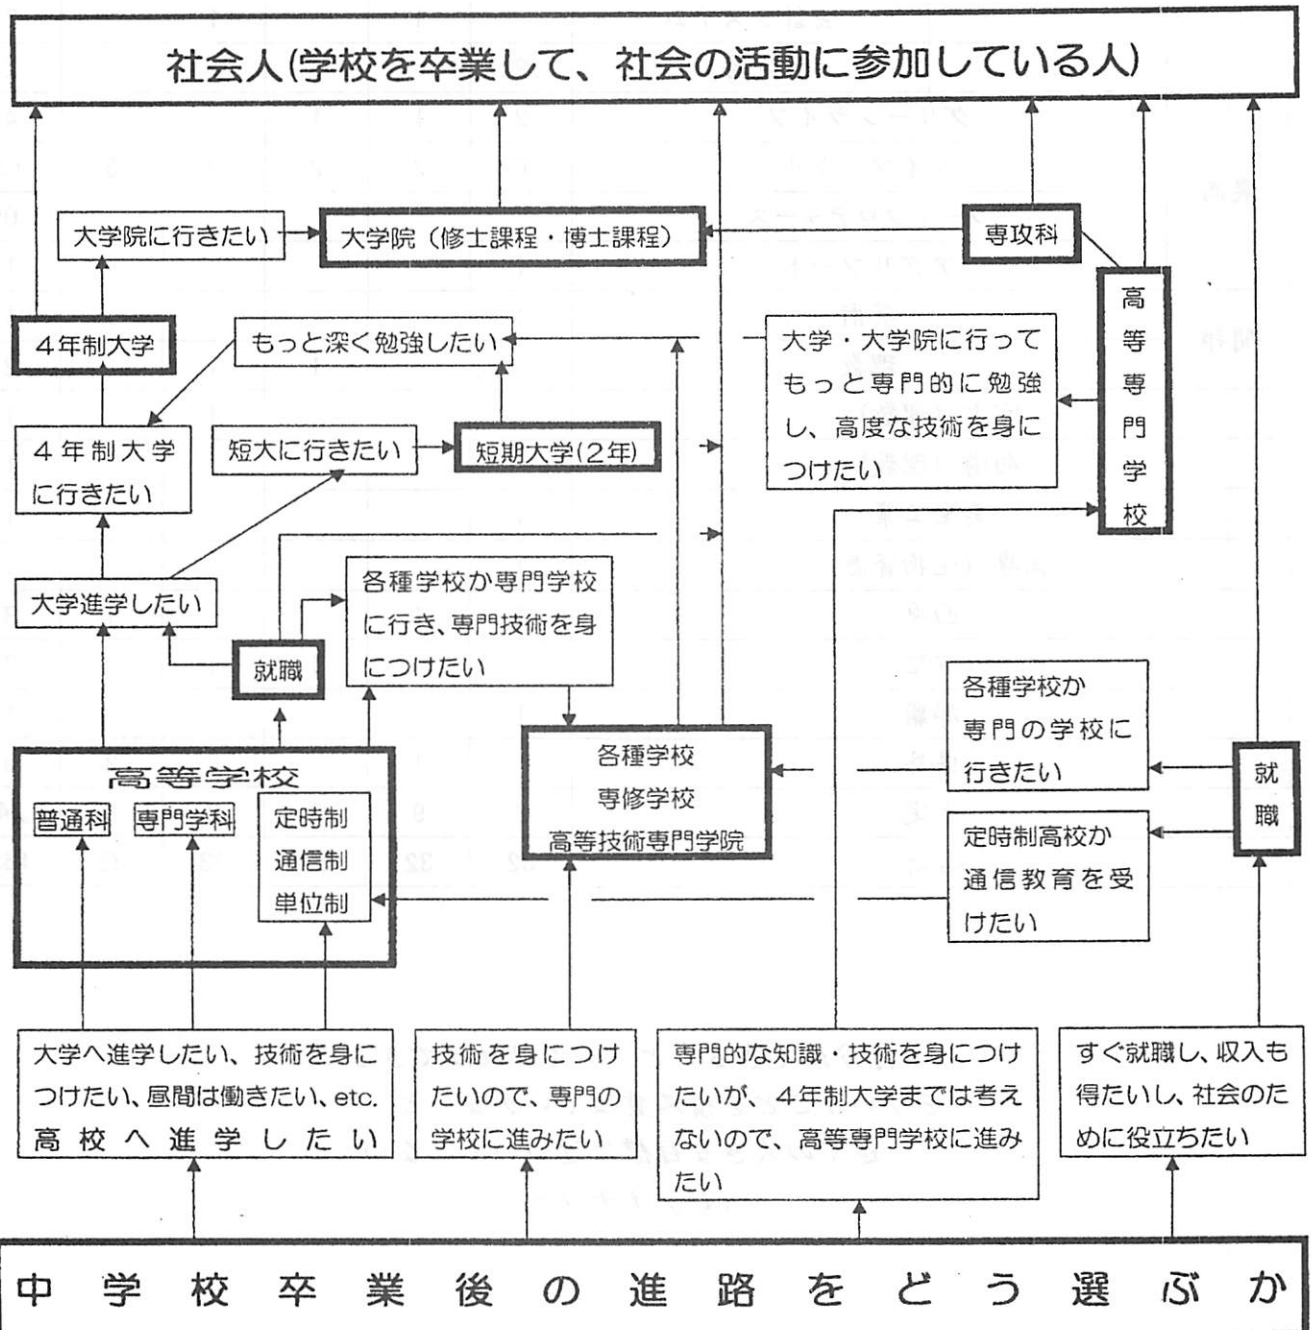 社会人(学校を卒業して、社会の活動に参加している人)
大学院に行きたい
大学院（修士課程・博士課程）
専攻科
高等専門学校
4年制大学
もっと深く勉強したい
大学・大学院に行って
もっと専門的に勉強
し、高度な技術を身に
つけたい
4年制大学
に行きたい
短大に行きたい
短期大学(2年)
大学進学したい
各種学校か専門学校
に行き、専門技術を身
につけたい
就職
各種学校か
専門の学校に
行きたい
就職
高等学校
普通科
専門学科
定時制
通信制
単位制
各種学校
専修学校
高等技術専門学院
定時制高校か
通信教育を受
けたい
大学へ進学したい、技術を身に
つけたい、昼間は働きたい、etc.
高校へ進学したい
技術を身につけ
たいので、専門の
学校に進みたい
専門的な知識・技術を身につけ
たいが、4年制大学までは考え
ないので、高等専門学校に進み
たい
すぐ就職し、収入も
得たいし、社会のた
めに役立ちたい
中学校卒業後の進路をどう選ぶか